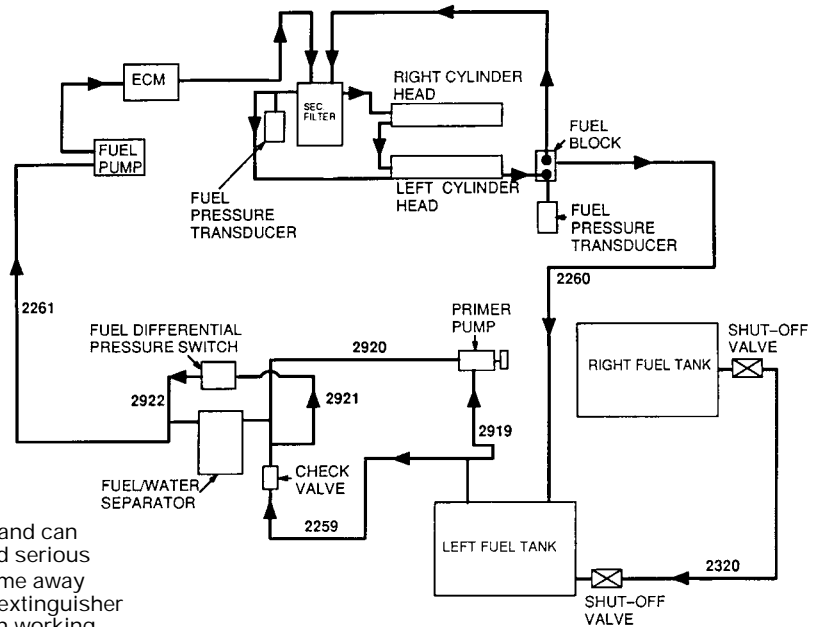 ECM
RIGHT CYLINDER
HEAD
SEC.
FILTER
FUEL
BLOCK
FUEL
PUMP
LEFT CYLINDER
HEAD
FUEL
PRESSURE
TRANSDUCER
FUEL
PRESSURE
TRANSDUCER
2261
2260
PRIMER
PUMP
FUEL DIFFERENTIAL
PRESSURE SWITCH
2920
SHUT-OFF
VALVE
RIGHT FUEL TANK
2922
2921
2919
FUEL/WATER
SEPARATOR
CHECK
VALVE
2259
LEFT FUEL TANK
2320
SHUT-OFF
VALVE
and can
d serious
me away
extinguisher
n working